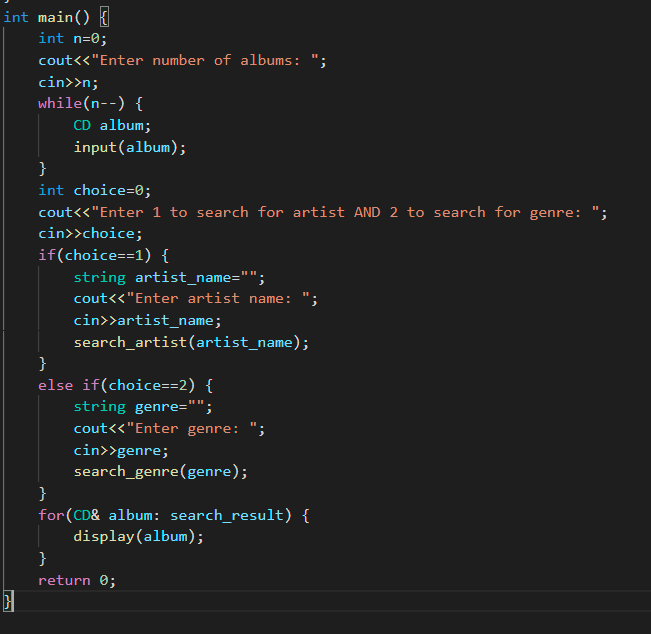 int main() {
    int n=0;
    cout<<"Enter number of albums: ";
    cin>>n;
    while(n--) {
        CD album;
        input(album);
    }
    int choice=0;
    cout<<"Enter 1 to search for artist AND 2 to search for genre: ";
    cin>>choice;
    if(choice==1) {
        string artist_name="";
        cout<<"Enter artist name: ";
        cin>>artist_name;
        search_artist(artist_name);
    }
    else if(choice==2) {
        string genre="";
        cout<<"Enter genre: ";
        cin>>genre;
        search_genre(genre);
    }
    for(CD& album: search_result) {
        display(album);
    }
    return 0;
}